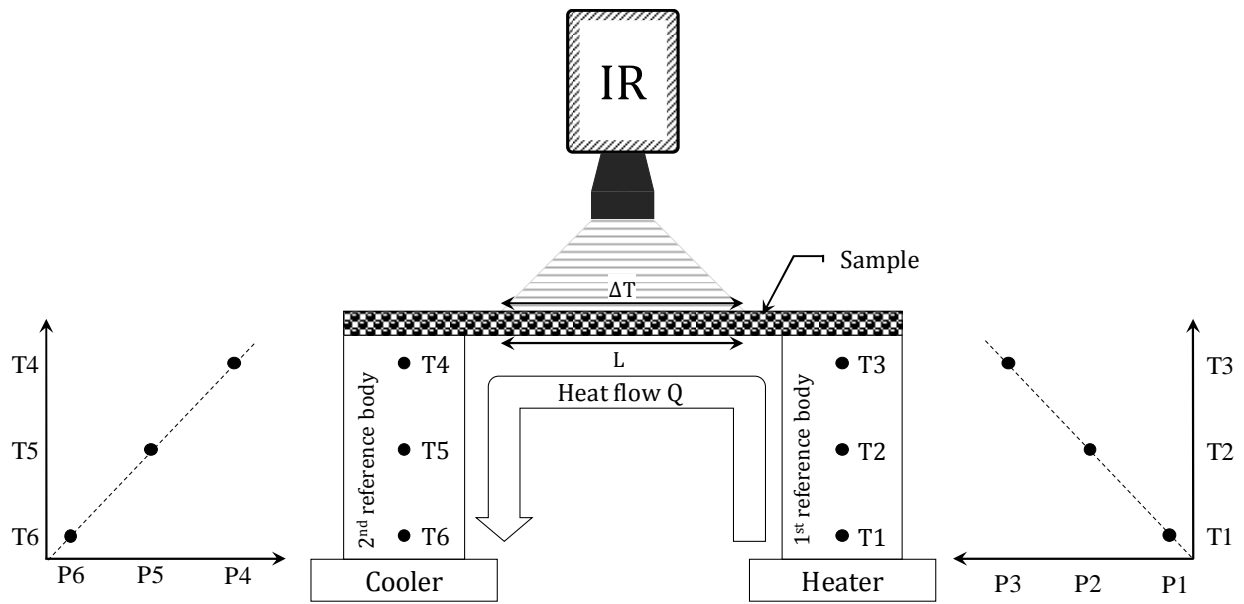 IR
Sample
ΔT
L
Heat flow Q
T4
T5
T6
P6 P5 P4
2nd reference body
T4
T5
T6
Cooler
1st reference body
T3
T2
T1
Heater
T3
T2
T1
P3 P2 P1